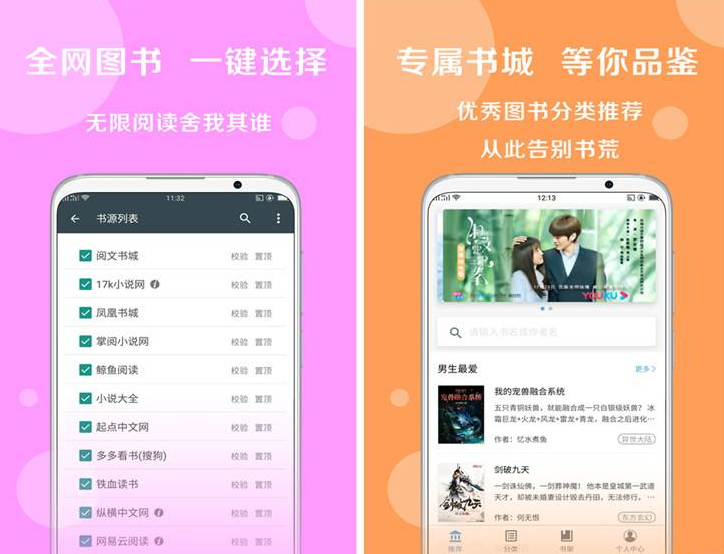 全网图书 一键选择
无限阅读舍我其谁
11:32
书源列表
阅文书城 校验 置顶
17k小说网 校验 置顶
凤凰书城 校验 置顶
掌阅小说网 校验 置顶
鲸鱼阅读 校验 置顶
小说大全 校验 置顶
起点中文网 校验 置顶
多多看书(搜狗) 校验 置顶
铁血读书 校验 置顶
纵横中文网 校验 置顶
网易云阅读 校验 置顶
专属书城 等你品鉴
优秀图书分类推荐
从此告别书荒
12:13
YOUKU
请输入书名或作者名
男生最爱 更多
宠兽融合系统
我的宠兽融合系统
五只青铜妖兽，就能融合成一只白银级妖兽？ 冰
霜巨龙+火龙+风龙+雷龙+青龙，融合之后进化…
作者：忆水煮鱼 异世大陆
剑破九天
剑破九天
一剑诛仙佛，一剑葬神魔！ 他本是皇城第一武道
天才，却被未婚妻设计毁去丹田，无法修行。…
作者：何无恨 东方玄幻
推荐 分类 书架 个人中心